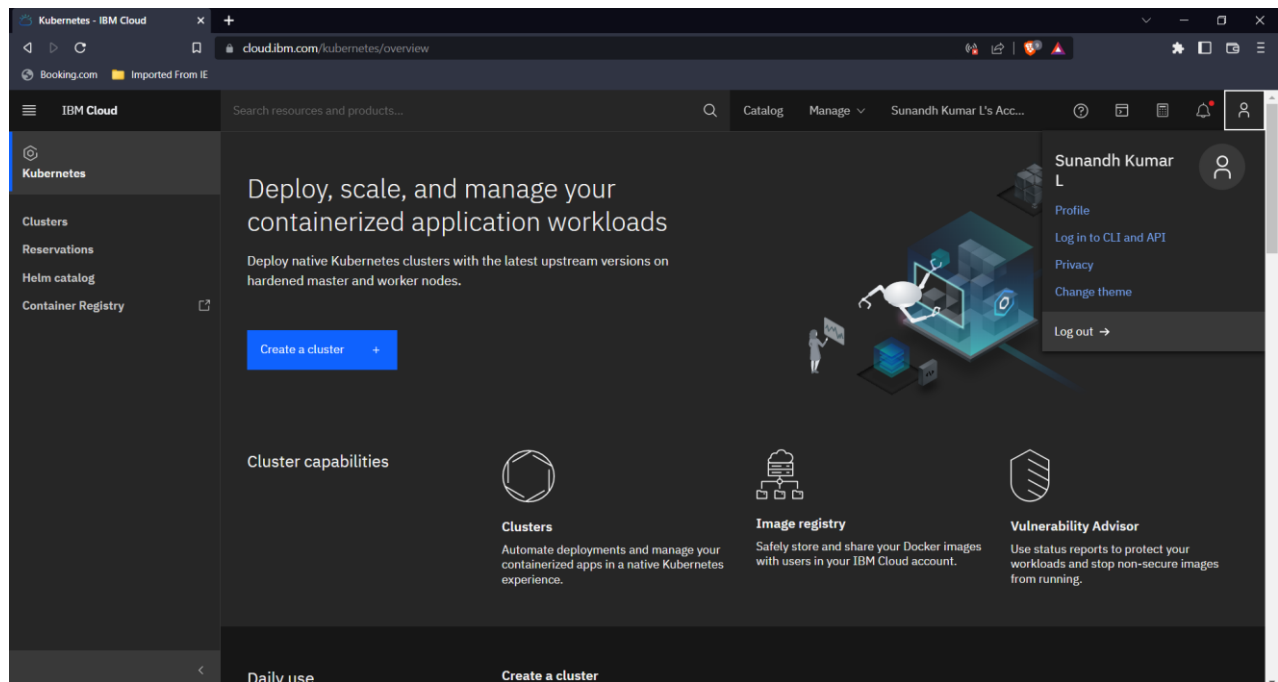 Kubernetes - IBM Cloud
cloud.ibm.com/kubernetes/overview
Booking.com
Imported From IE
IBM Cloud
Search resources and products...
Catalog
Manage
Sunandh Kumar L's Acc...
Kubernetes
Clusters
Reservations
Helm catalog
Container Registry
Deploy, scale, and manage your
containerized application workloads
Deploy native Kubernetes clusters with the latest upstream versions on
hardened master and worker nodes.
Create a cluster +
Sunandh Kumar
L
Profile
Log in to CLI and API
Privacy
Change theme
Log out →
Cluster capabilities
Clusters
Automate deployments and manage your
containerized apps in a native Kubernetes
experience.
Image registry
Safely store and share your Docker images
with users in your IBM Cloud account.
Vulnerability Advisor
Use status reports to protect your
workloads and stop non-secure images
from running.
Daily use
Create a cluster